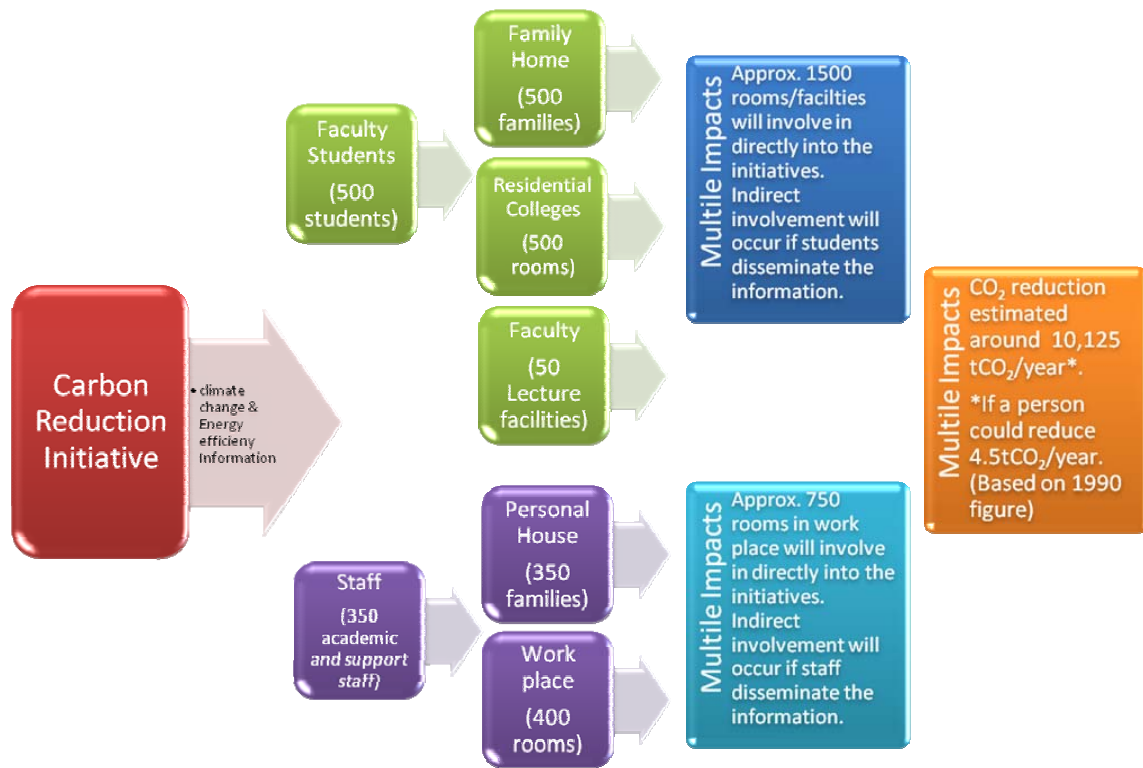 Carbon
Reduction
Initiative
• climate
change &
Energy
efficieny
Information
Faculty
Students
(500
students)
Family
Home
(500
families)
Residential
Colleges
(500
rooms)
Faculty
(50
Lecture
facilities)
Multile Impacts
Approx. 1500
rooms/facilties
will involve in
directly into the
initiatives.
Indirect
involvement will
occur if students
disseminate the
information.
Staff
(350
academic
and support
staff)
Personal
House
(350
families)
Work
place
(400
rooms)
Multile Impacts
Approx. 750
rooms in work
place will involve
in directly into the
initiatives.
Indirect
involvement will
occur if staff
disseminate the
information.
Multile Impacts
CO₂ reduction
estimated
around 10,125
tCO₂/year*.
*If a person
could reduce
4.5tCO₂/year.
(Based on 1990
figure)